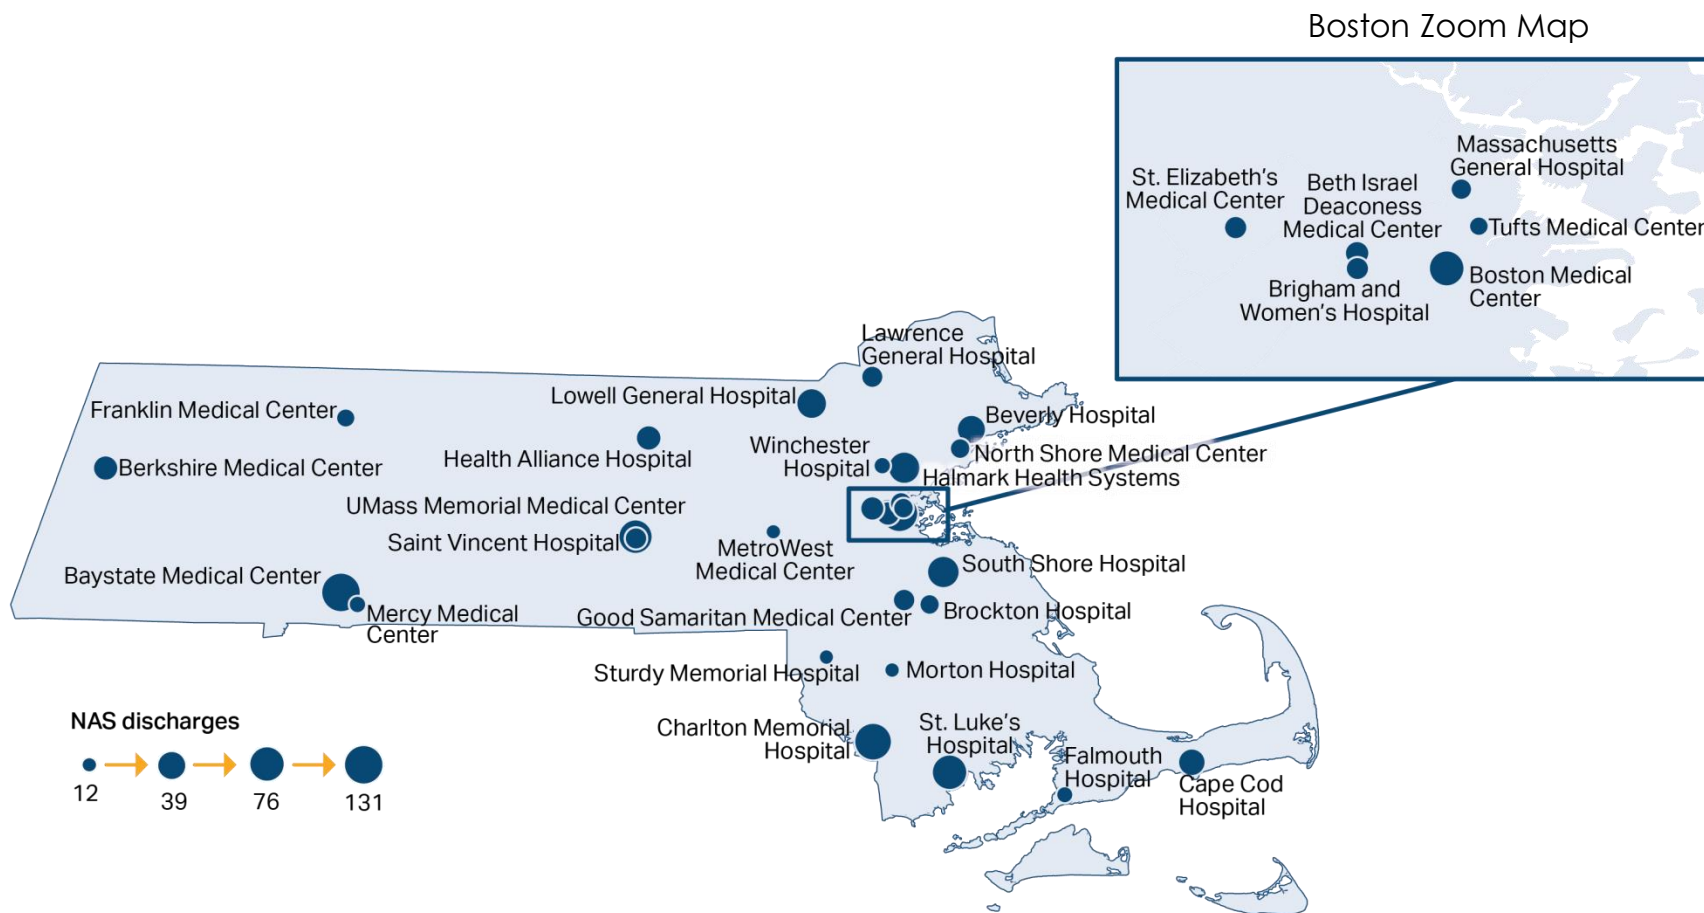 Boston Zoom Map
Massachusetts
General Hospital
St. Elizabeth's
Medical Center
Beth Israel
Deaconess
Medical Center
Tufts Medical Center
Boston Medical
Center
Brigham and
Women's Hospital
Lawrence
General Hospital
Lowell General Hospital
Franklin Medical Center
Beverly Hospital
Winchester
Hospital
North Shore Medical Center
Health Alliance Hospital
Berkshire Medical Center
Halmark Health Systems
UMass Memorial Medical Center
Saint Vincent Hospital
MetroWest
Medical Center
South Shore Hospital
Baystate Medical Center
Mercy Medical
Center
Good Samaritan Medical Center
Brockton Hospital
Sturdy Memorial Hospital
Morton Hospital
Charlton Memorial
Hospital
St. Luke's
Hospital
Falmouth
Hospital
Cape Cod
Hospital
NAS discharges
12
39
76
131